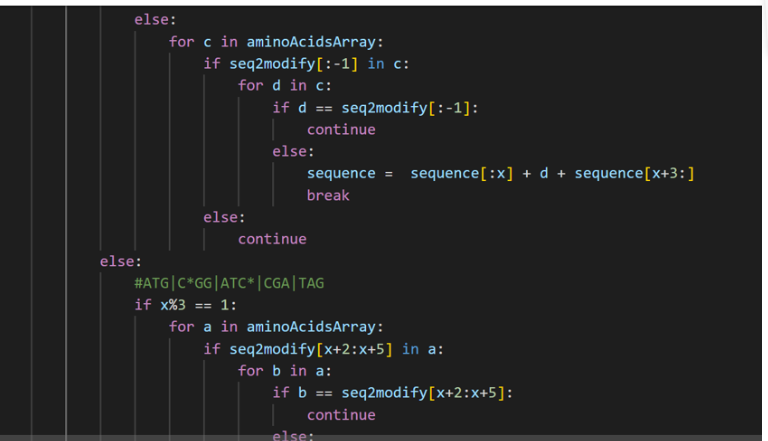 else:
for c in aminoAcidsArray:
if seq2modify[:-1] in c:
for d in c:
if d == seq2modify[:-1]:
continue
else:
sequence =  sequence[:x] + d + sequence[x+3:]
break
else:
continue
else:
#ATG|C*GG|ATC*|CGA|TAG
if x%3 == 1:
for a in aminoAcidsArray:
if seq2modify[x+2:x+5] in a:
for b in a:
if b == seq2modify[x+2:x+5]:
continue
else: